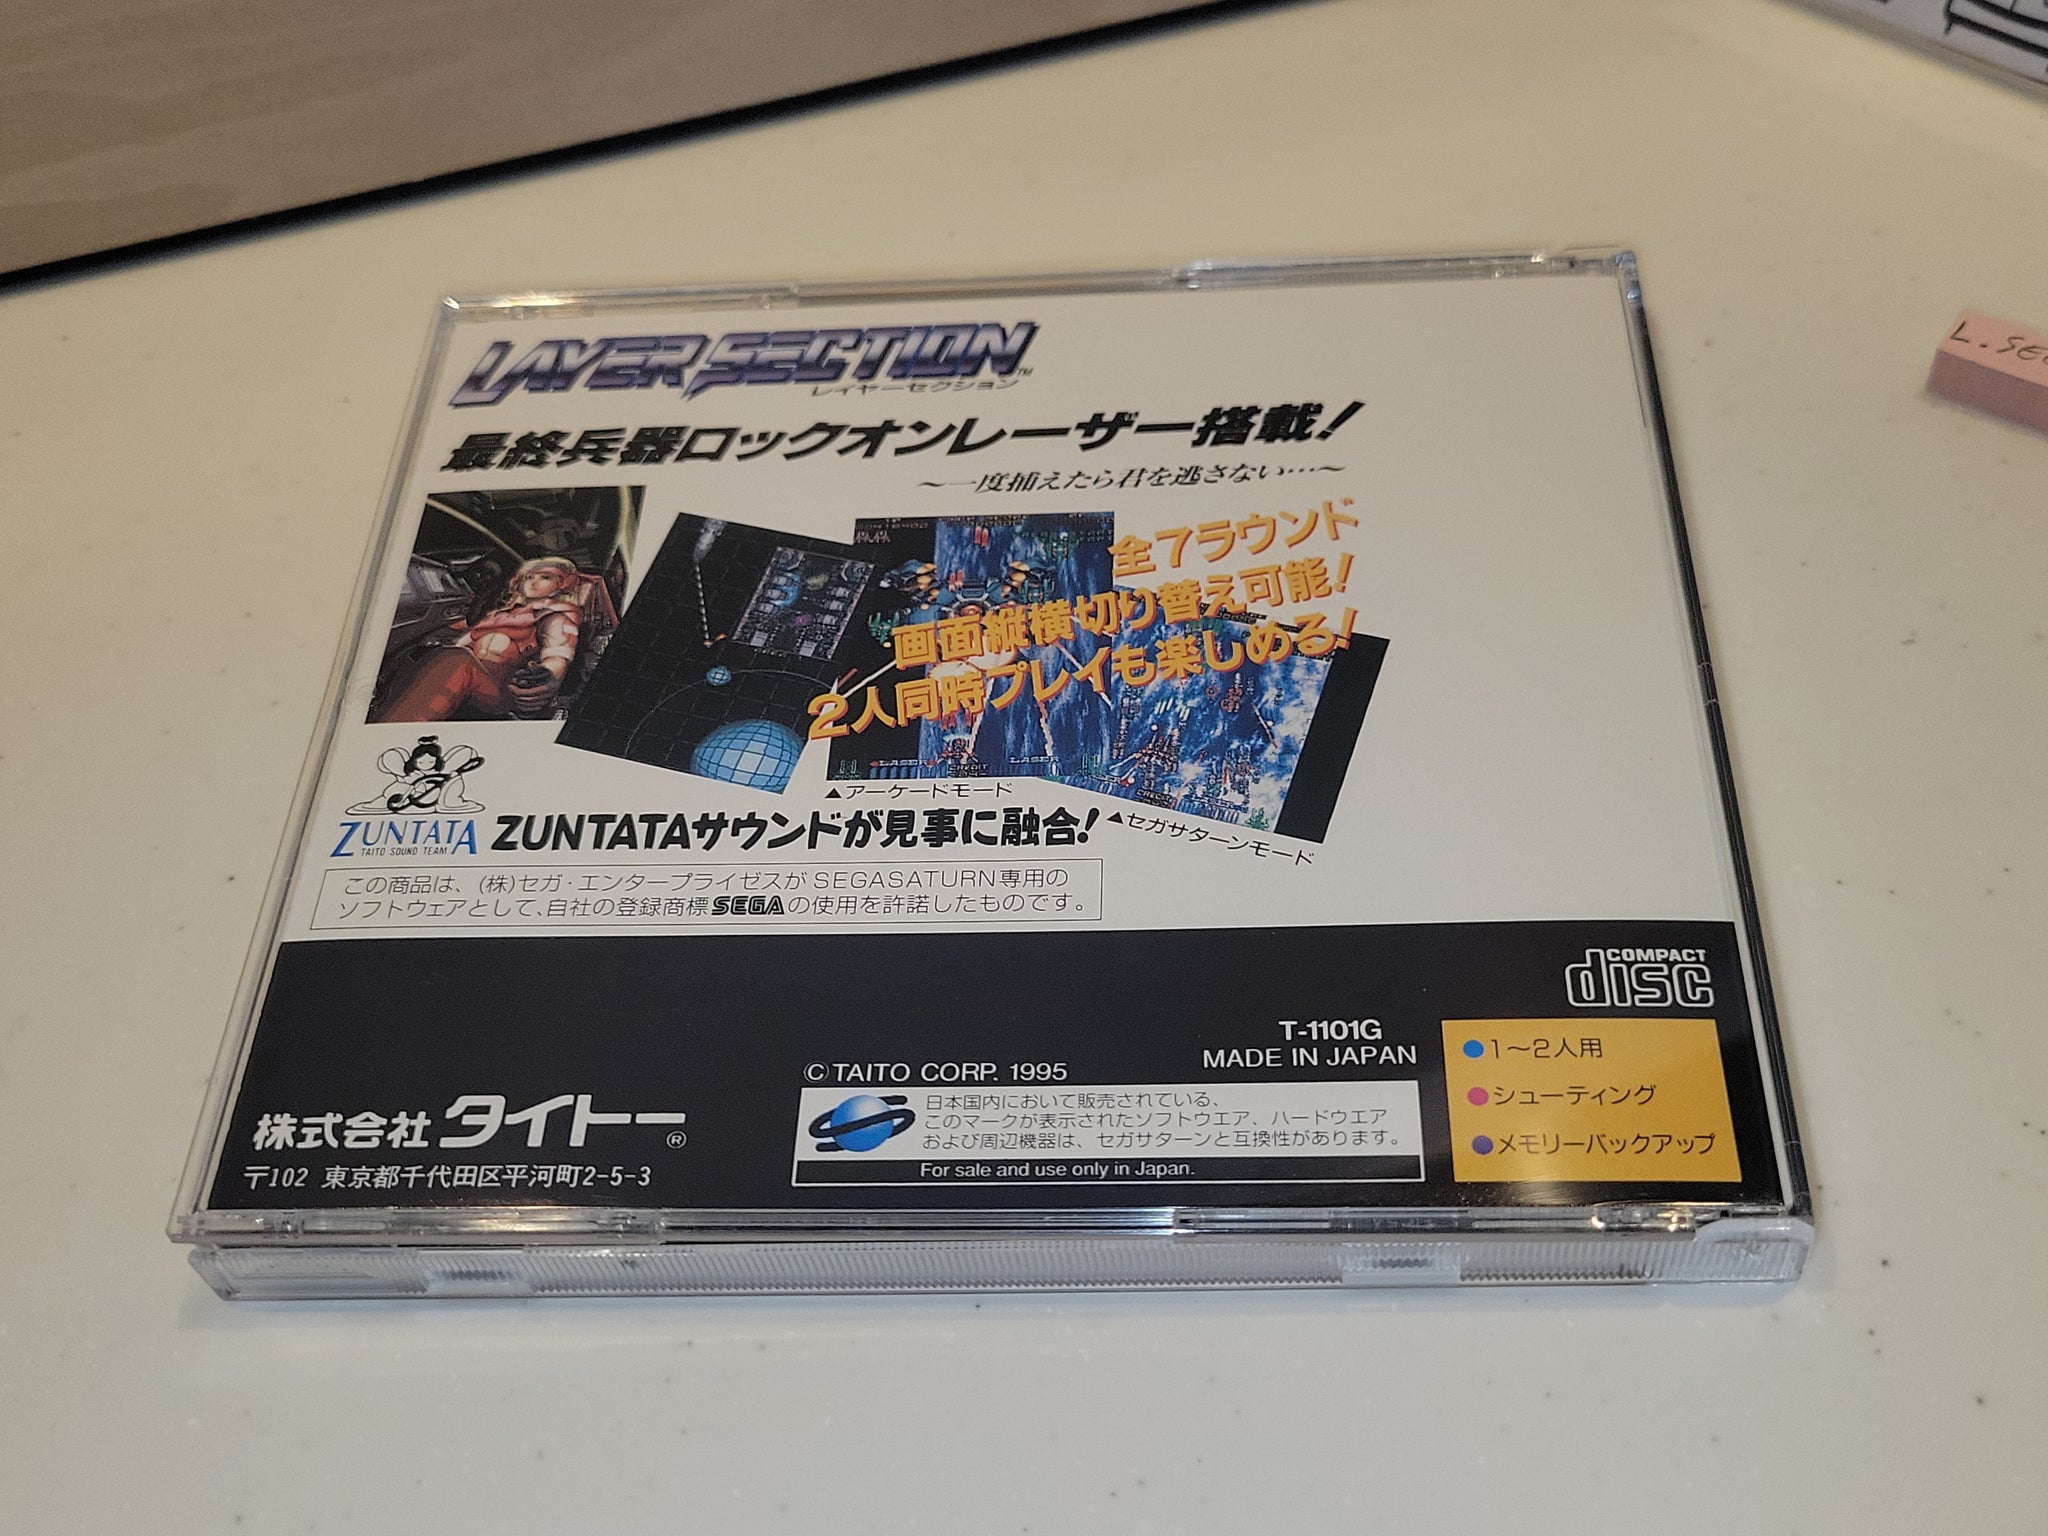 LAYER SECTION™
レイヤーセクション
最終兵器ロックオンレーザー搭載!
〜一度捕えたら君を逃さない…〜
全7ラウンド
画面縦横切り替え可能!
2人同時プレイも楽しめる!
LASER
CREDIT
LASER
▲アーケードモード
▲セガサターンモード
ZUNTATA
TAITO SOUND TEAM
ZUNTATAサウンドが見事に融合!
この商品は、(株)セガ・エンタープライゼスがSEGASATURN専用の
ソフトウェアとして、自社の登録商標SEGAの使用を許諾したものです。
COMPACT
disc
T-1101G
MADE IN JAPAN
©TAITO CORP. 1995
日本国内において販売されている、
このマークが表示されたソフトウエア、ハードウエア
および周辺機器は、セガサターンと互換性があります。
For sale and use only in Japan.
1〜2人用
シューティング
メモリーバックアップ
株式会社タイトー®
〒102 東京都千代田区平河町2-5-3